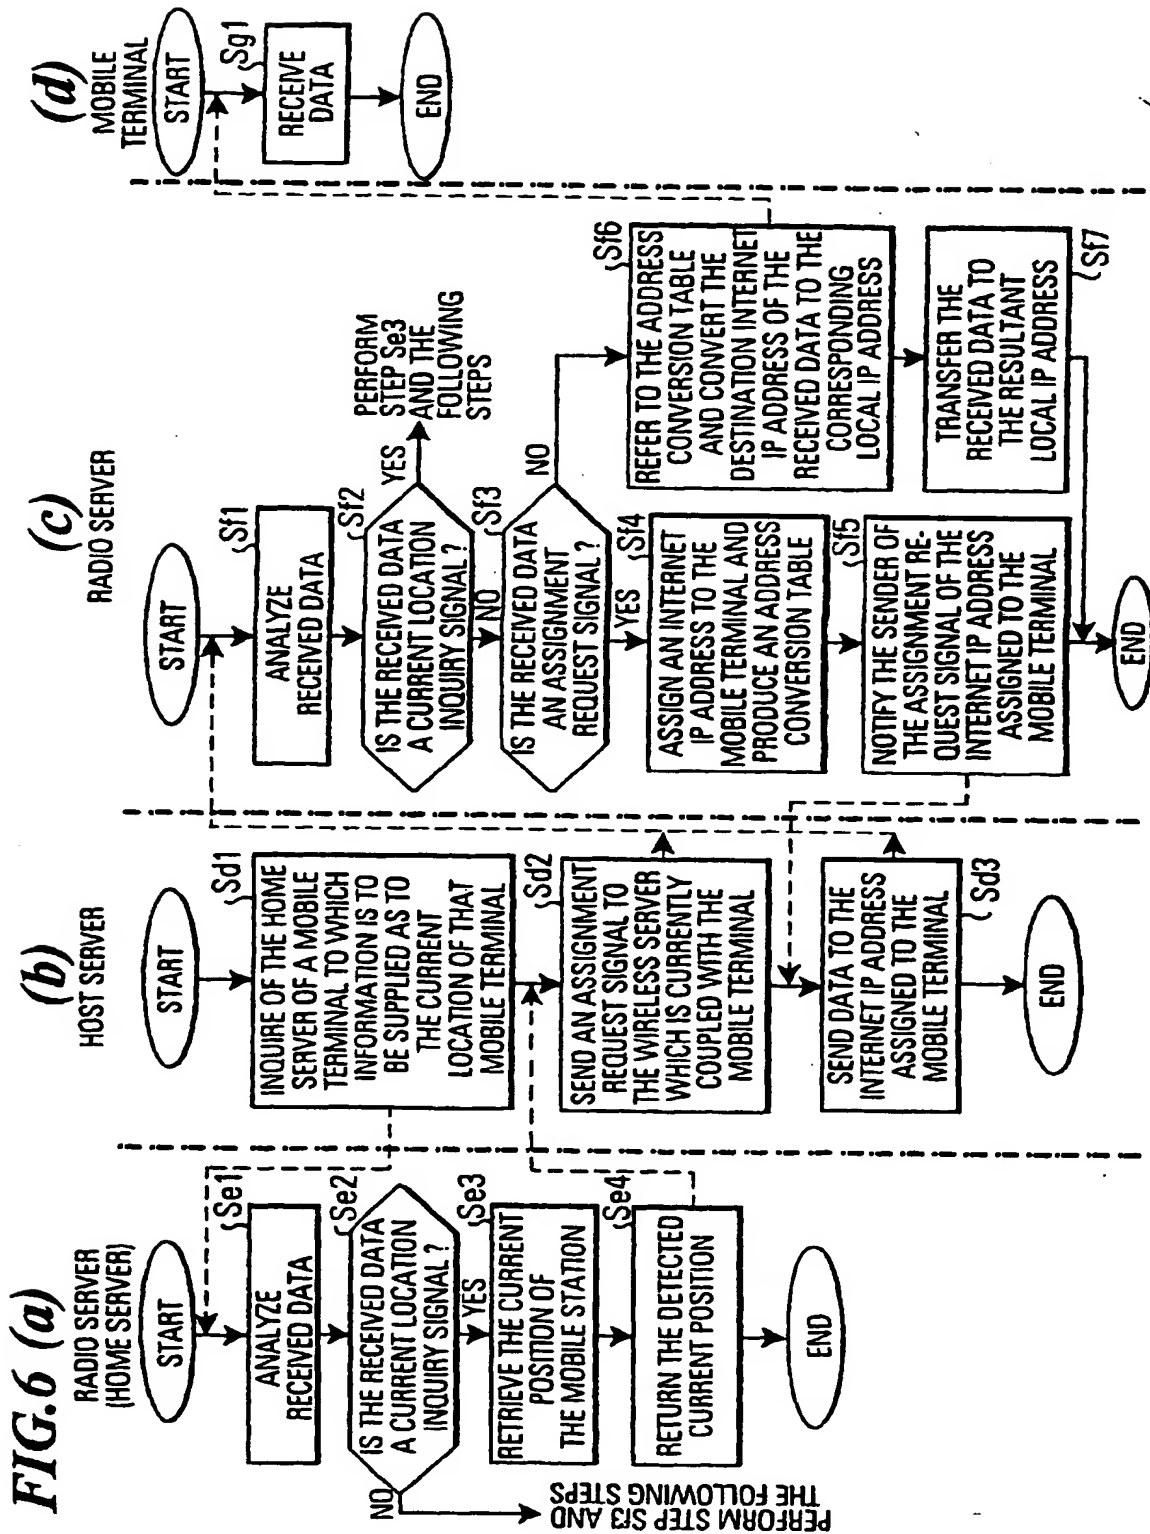 FIG.6 (a)
RADIO SERVER
(HOME SERVER)
START
Se1
ANALYZE
RECEIVED DATA
Se2
IS THE RECEIVED DATA
A CURRENT LOCATION
INQUIRY SIGNAL?
NO
PERFORM STEP Sf3 AND
THE FOLLOWING STEPS
YES
Se3
RETRIEVE THE CURRENT
POSITION OF
THE MOBILE STATION
Se4
RETURN THE DETECTED
CURRENT POSITION
END
(b)
HOST SERVER
START
Sd1
INQUIRE OF THE HOME
SERVER OF A MOBILE
TERMINAL TO WHICH
INFORMATION IS TO
BE SUPPLIED AS TO
THE CURRENT
LOCATION OF THAT
MOBILE TERMINAL
Sd2
SEND AN ASSIGNMENT
REQUEST SIGNAL TO
THE WIRELESS SERVER
WHICH IS CURRENTLY
COUPLED WITH THE
MOBILE TERMINAL
SEND DATA TO THE
INTERNET IP ADDRESS
ASSIGNED TO THE
MOBILE TERMINAL
Sd3
END
(c)
RADIO SERVER
START
Sf1
ANALYZE
RECEIVED DATA
Sf2
IS THE RECEIVED DATA
A CURRENT LOCATION
INQUIRY SIGNAL?
YES
PERFORM
STEP Se3
AND THE
FOLLOWING
STEPS
NO
Sf3
IS THE RECEIVED DATA
AN ASSIGNMENT
REQUEST SIGNAL?
NO
YES
Sf4
ASSIGN AN INTERNET
IP ADDRESS TO THE
MOBILE TERMINAL AND
PRODUCE AN ADDRESS
CONVERSION TABLE
Sf5
NOTIFY THE SENDER OF
THE ASSIGNMENT RE-
QUEST SIGNAL OF THE
INTERNET IP ADDRESS
ASSIGNED TO THE
MOBILE TERMINAL
Sf6
REFER TO THE ADDRESS
CONVERSION TABLE
AND CONVERT THE
DESTINATION INTERNET
IP ADDRESS OF THE
RECEIVED DATA TO THE
CORRESPONDING
LOCAL IP ADDRESS
TRANSFER THE
RECEIVED DATA TO
THE RESULTANT
LOCAL IP ADDRESS
Sf7
END
(d)
MOBILE
TERMINAL
START
Sg1
RECEIVE
DATA
END